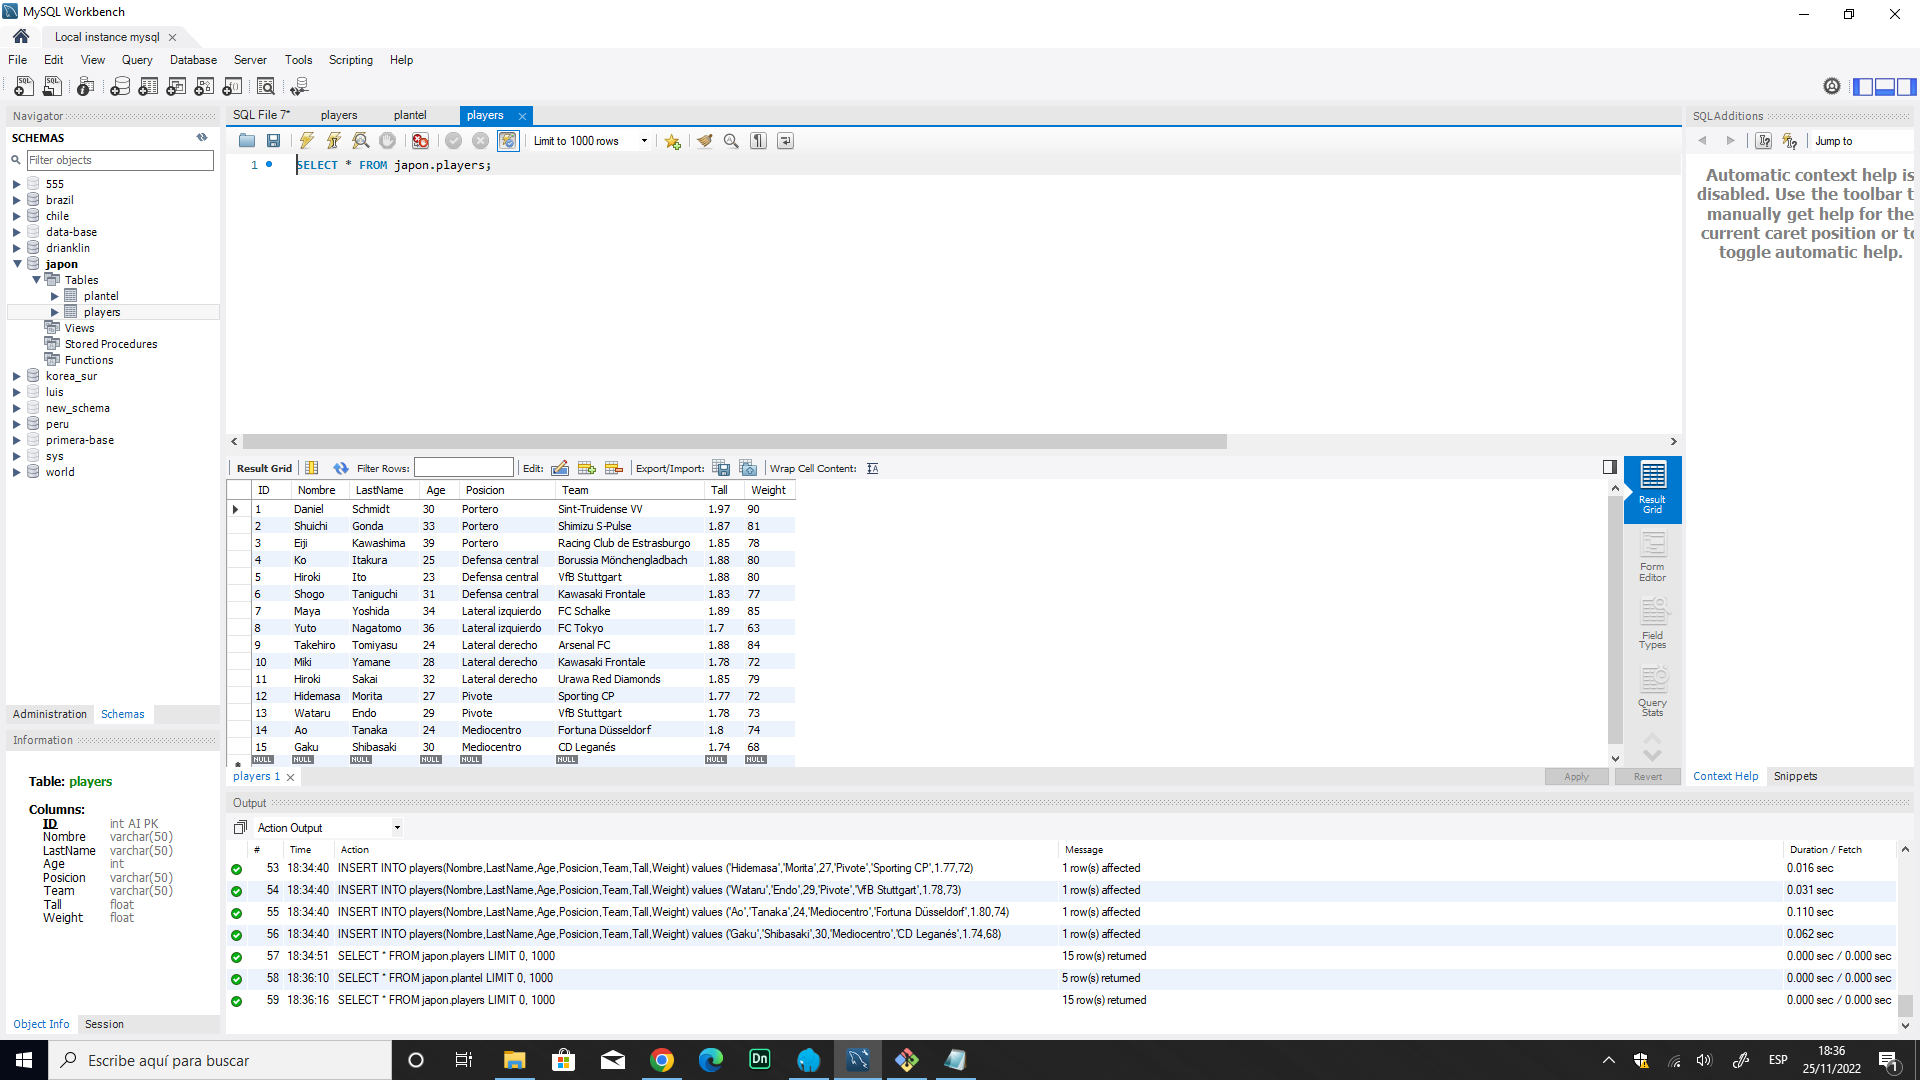 MySQL Workbench
Local instance mysql
File Edit View Query Database Server Tools Scripting Help
Navigator
SCHEMAS
Filter objects
555
brazil
chile
data-base
drianklin
japon
Tables
plantel
players
Views
Stored Procedures
Functions
korea_sur
luis
new_schema
peru
primera-base
sys
world
Administration Schemas
Information
Table: players
Columns:
ID int AI PK
Nombre varchar(50)
LastName varchar(50)
Age int
Posicion varchar(50)
Team varchar(50)
Tall float
Weight float
Object Info Session
SQL File 7* players plantel players
Limit to 1000 rows
1 SELECT * FROM japon.players;
Result Grid Filter Rows: Edit: Export/Import: Wrap Cell Content:
ID Nombre LastName Age Posicion Team Tall Weight
1 Daniel Schmidt 30 Portero Sint-Truidense VV 1.97 90
2 Shuichi Gonda 33 Portero Shimizu S-Pulse 1.87 81
3 Eiji Kawashima 39 Portero Racing Club de Estrasburgo 1.85 78
4 Ko Itakura 25 Defensa central Borussia Mönchengladbach 1.88 80
5 Hiroki Ito 23 Defensa central VfB Stuttgart 1.88 80
6 Shogo Taniguchi 31 Defensa central Kawasaki Frontale 1.83 77
7 Maya Yoshida 34 Lateral izquierdo FC Schalke 1.89 85
8 Yuto Nagatomo 36 Lateral izquierdo FC Tokyo 1.7 63
9 Takehiro Tomiyasu 24 Lateral derecho Arsenal FC 1.88 84
10 Miki Yamane 28 Lateral derecho Kawasaki Frontale 1.78 72
11 Hiroki Sakai 32 Lateral derecho Urawa Red Diamonds 1.85 79
12 Hidemasa Morita 27 Pivote Sporting CP 1.77 72
13 Wataru Endo 29 Pivote VfB Stuttgart 1.78 73
14 Ao Tanaka 24 Mediocentro Fortuna Düsseldorf 1.8 74
15 Gaku Shibasaki 30 Mediocentro CD Leganés 1.74 68
NULL NULL NULL NULL NULL NULL NULL NULL
Result Grid
Form Editor
Field Types
Query Stats
players 1
Apply Revert
SQLAdditions
Jump to
Automatic context help is
disabled. Use the toolbar t
manually get help for the
current caret position or to
toggle automatic help.
Context Help Snippets
Output
Action Output
# Time Action Message Duration / Fetch
53 18:34:40 INSERT INTO players(Nombre,LastName,Age,Posicion,Team,Tall,Weight) values ('Hidemasa','Morita',27,'Pivote','Sporting CP',1.77,72) 1 row(s) affected 0.016 sec
54 18:34:40 INSERT INTO players(Nombre,LastName,Age,Posicion,Team,Tall,Weight) values ('Wataru','Endo',29,'Pivote','VfB Stuttgart',1.78,73) 1 row(s) affected 0.031 sec
55 18:34:40 INSERT INTO players(Nombre,LastName,Age,Posicion,Team,Tall,Weight) values ('Ao','Tanaka',24,'Mediocentro','Fortuna Düsseldorf',1.80,74) 1 row(s) affected 0.110 sec
56 18:34:40 INSERT INTO players(Nombre,LastName,Age,Posicion,Team,Tall,Weight) values ('Gaku','Shibasaki',30,'Mediocentro','CD Leganés',1.74,68) 1 row(s) affected 0.062 sec
57 18:34:51 SELECT * FROM japon.players LIMIT 0, 1000 15 row(s) returned 0.000 sec / 0.000 sec
58 18:36:10 SELECT * FROM japon.plantel LIMIT 0, 1000 5 row(s) returned 0.000 sec / 0.000 sec
59 18:36:16 SELECT * FROM japon.players LIMIT 0, 1000 15 row(s) returned 0.000 sec / 0.000 sec
Escribe aquí para buscar
Dn
ESP
18:36
25/11/2022
1